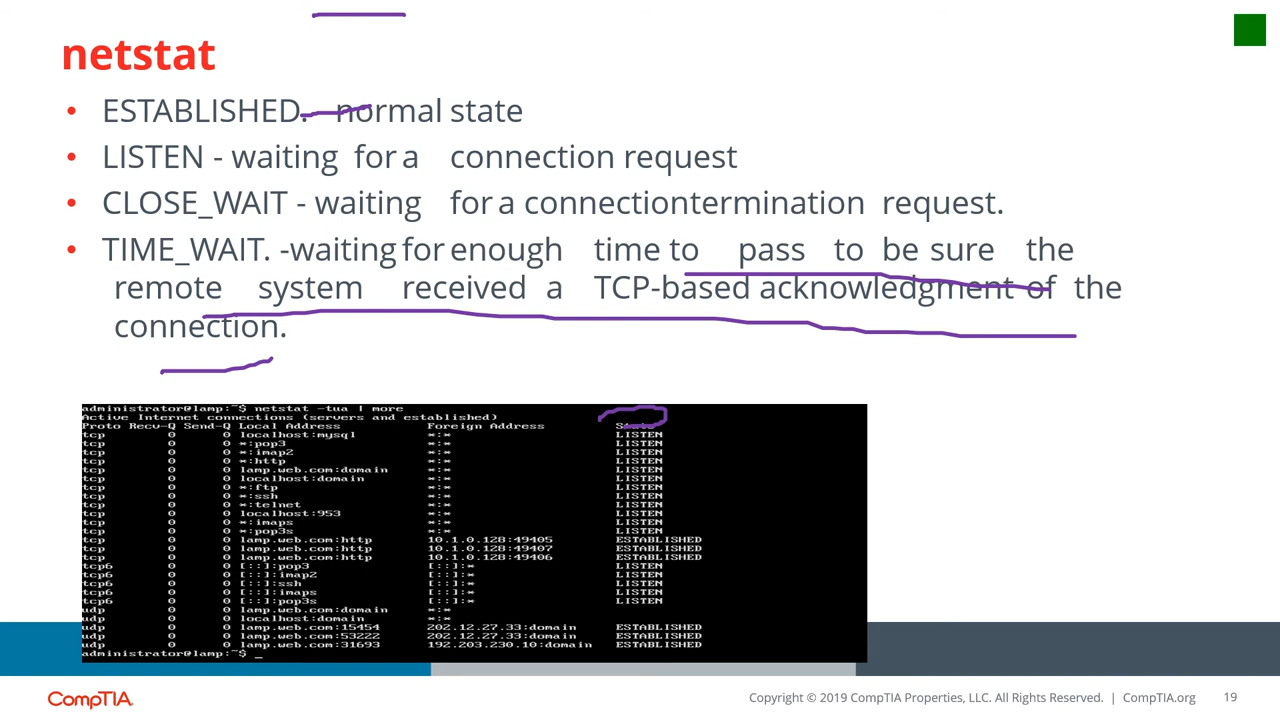 netstat
• ESTABLISHED. normal state
• LISTEN - waiting for a connection request
• CLOSE_WAIT - waiting for a connectiontermination request.
• TIME_WAIT. -waiting for enough time to pass to be sure the
remote system received a TCP-based acknowledgment of the
connection.
administrator@lamp:~$ netstat -tua | more
Active Internet connections (servers and established)
Proto Recv-Q Send-Q Local Address Foreign Address State
tcp 0 0 localhost:mysql *:* LISTEN
tcp 0 0 *:pop3 *:* LISTEN
tcp 0 0 *:imap2 *:* LISTEN
tcp 0 0 *:http *:* LISTEN
tcp 0 0 lamp.web.com:domain *:* LISTEN
tcp 0 0 localhost:domain *:* LISTEN
tcp 0 0 *:ftp *:* LISTEN
tcp 0 0 *:ssh *:* LISTEN
tcp 0 0 *:telnet *:* LISTEN
tcp 0 0 localhost:953 *:* LISTEN
tcp 0 0 *:imaps *:* LISTEN
tcp 0 0 *:pop3s *:* LISTEN
tcp 0 0 lamp.web.com:http 10.1.0.128:49405 ESTABLISHED
tcp 0 0 lamp.web.com:http 10.1.0.128:49407 ESTABLISHED
tcp 0 0 lamp.web.com:http 10.1.0.128:49406 ESTABLISHED
tcp6 0 0 [::]:pop3 [::]:* LISTEN
tcp6 0 0 [::]:imap2 [::]:* LISTEN
tcp6 0 0 [::]:ssh [::]:* LISTEN
tcp6 0 0 [::]:imaps [::]:* LISTEN
tcp6 0 0 [::]:pop3s [::]:* LISTEN
udp 0 0 lamp.web.com:domain *:*
udp 0 0 localhost:domain *:*
udp 0 0 lamp.web.com:15454 202.12.27.33:domain ESTABLISHED
udp 0 0 lamp.web.com:53222 202.12.27.33:domain ESTABLISHED
udp 0 0 lamp.web.com:31693 192.203.230.10:domain ESTABLISHED
administrator@lamp:~$ _
CompTIA. Copyright © 2019 CompTIA Properties, LLC. All Rights Reserved. | CompTIA.org 19